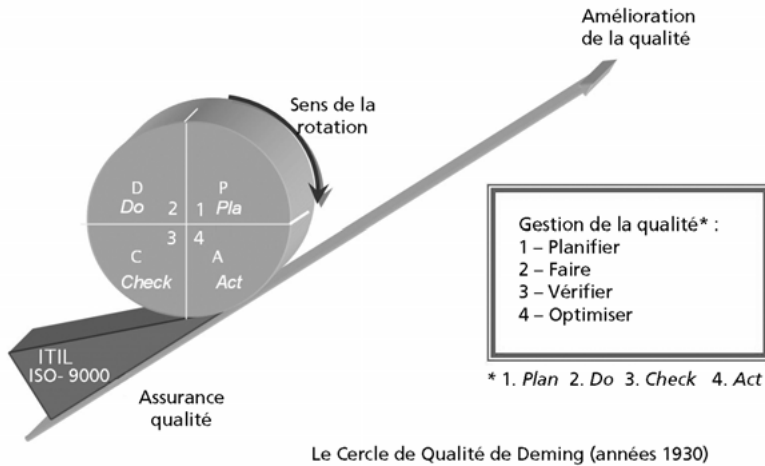 Amélioration
de la qualité
Sens de la
rotation
D
Do
2
P
1
Pla
3
C
Check
4
A
Act
ITIL
ISO- 9000
Assurance
qualité
Gestion de la qualité* :
1 – Planifier
2 – Faire
3 – Vérifier
4 – Optimiser
* 1. Plan 2. Do 3. Check 4. Act
Le Cercle de Qualité de Deming (années 1930)